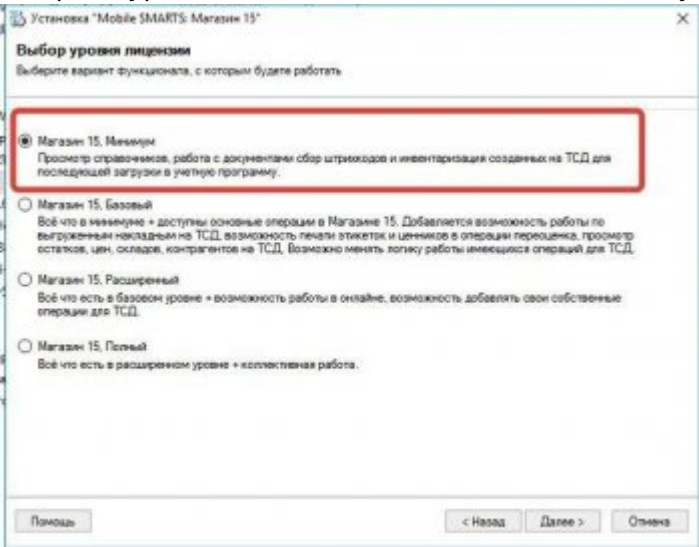 Установка "Mobile SMARTS: Магазин 15"
Выбор уровня лицензии
Выберите вариант функционала, с которым будете работать
Магазин 15, Минимум
Просмотр справочников, работа с документами сбор штрихкодов и инвентаризация созданных на ТСД для
последующей загрузки в учетную программу.
Магазин 15, Базовый
Всё что в минимуме + доступны основные операции в Магазине 15. Добавляется возможность работы по
выгруженным накладным на ТСД, возможность печати этикеток и ценников в операции переоценка, просмотр
остатков, цен, складов, контрагентов на ТСД. Возможно менять логику работы имеющихся операций для ТСД.
Магазин 15, Расширенный
Всё что есть в базовом уровне + возможность работы в онлайне, возможность добавлять свои собственные
операции для ТСД.
Магазин 15, Полный
Всё что есть в расширенном уровне + коллективная работа.
Помощь
< Назад
Далее >
Отмена